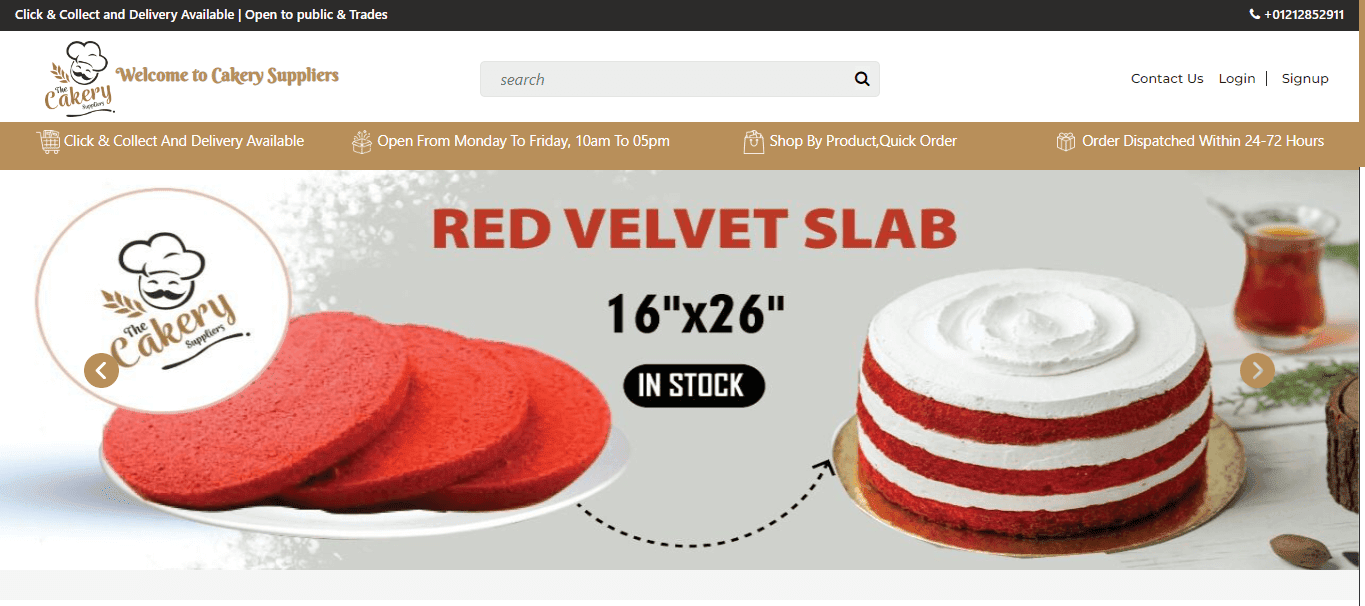 Click & Collect and Delivery Available | Open to public & Trades
+01212852911
The Cakery Suppliers
Welcome to Cakery Suppliers
search
Contact Us
Login | Signup
Click & Collect And Delivery Available
Open From Monday To Friday, 10am To 05pm
Shop By Product,Quick Order
Order Dispatched Within 24-72 Hours
RED VELVET SLAB
The
Cakery
Suppliers
16"x26"
IN STOCK